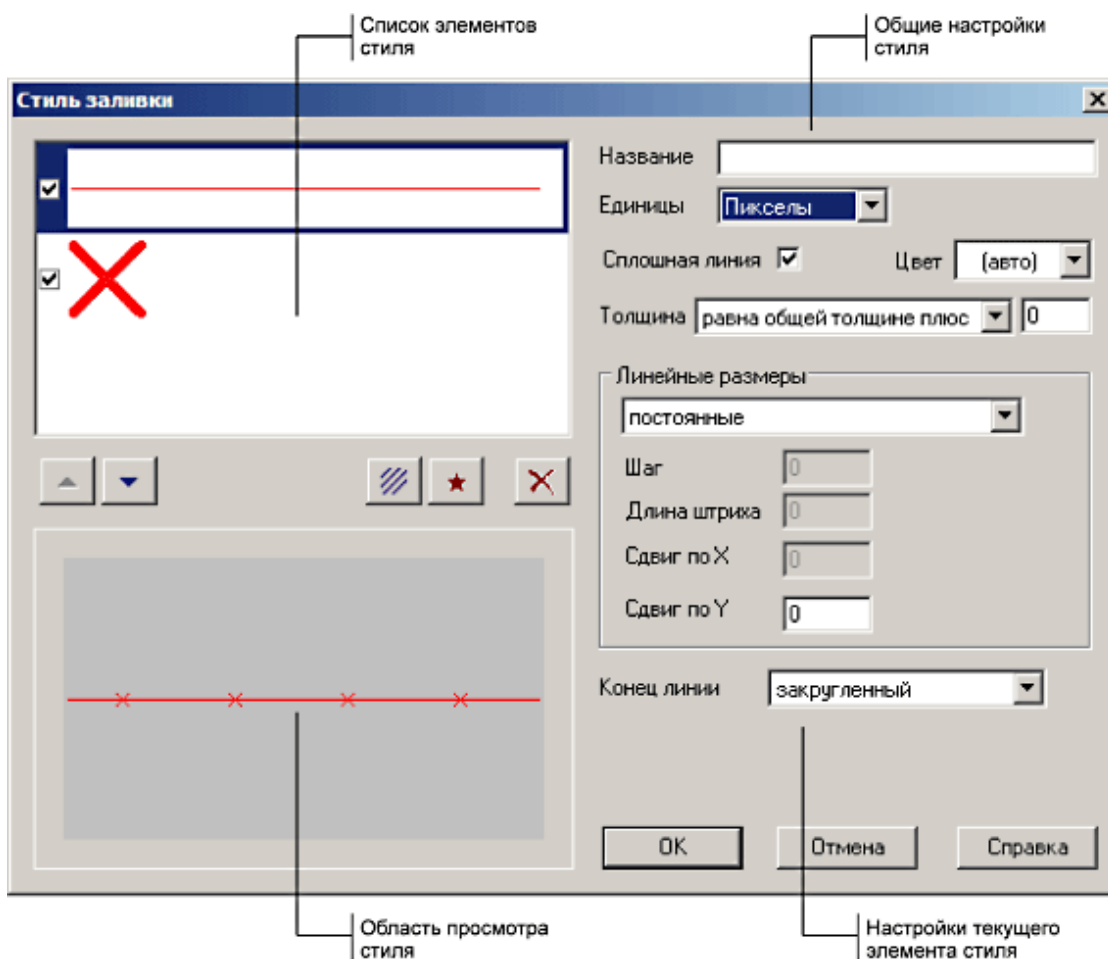 Список элементов
стиля
Общие настройки
стиля
Стиль заливки
Название
Единицы Пикселы
Сплошная линия Цвет (авто)
Толщина равна общей толщине плюс 0
Линейные размеры
постоянные
Шаг 0
Длина штриха 0
Сдвиг по X 0
Сдвиг по Y 0
Конец линии закругленный
OK Отмена Справка
Область просмотра
стиля
Настройки текущего
элемента стиля